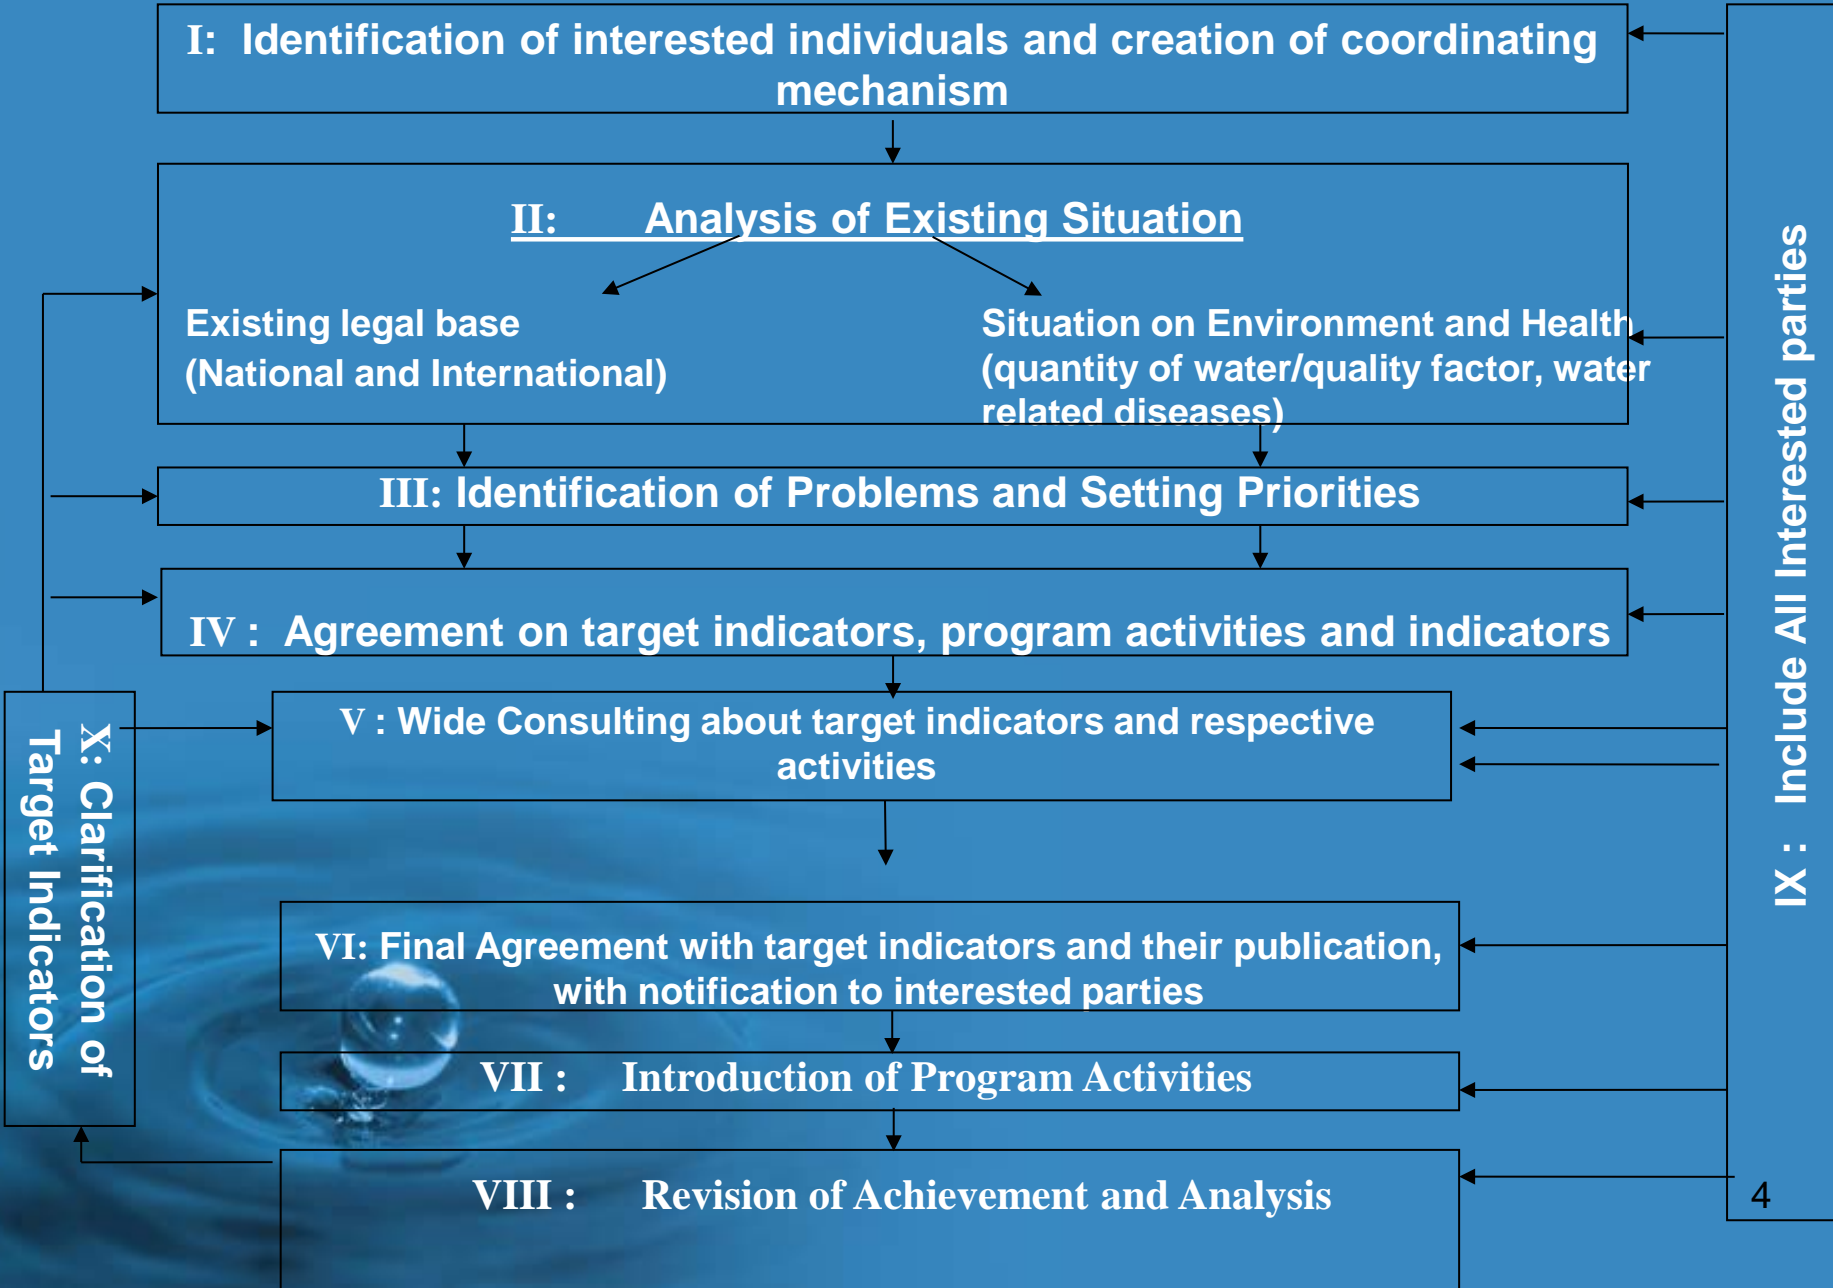 I: Identification of interested individuals and creation of coordinating
mechanism
II: Analysis of Existing Situation
Existing legal base
(National and International)
Situation on Environment and Health
(quantity of water/quality factor, water
related diseases)
III: Identification of Problems and Setting Priorities
IV : Agreement on target indicators, program activities and indicators
V : Wide Consulting about target indicators and respective
activities
VI: Final Agreement with target indicators and their publication,
with notification to interested parties
VII : Introduction of Program Activities
VIII : Revision of Achievement and Analysis
IX : Include All Interested parties
X: Clarification of
Target Indicators
4